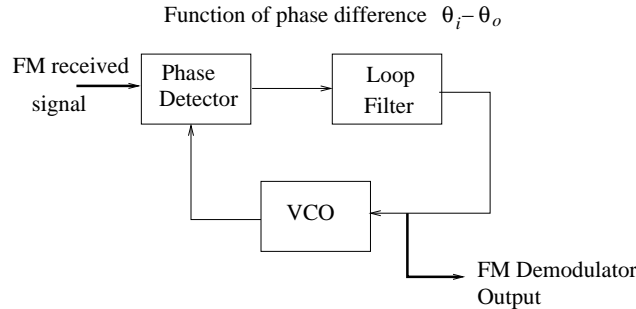 Function of phase difference θi−θo
FM received
signal
Phase
Detector
Loop
Filter
VCO
FM Demodulator
Output